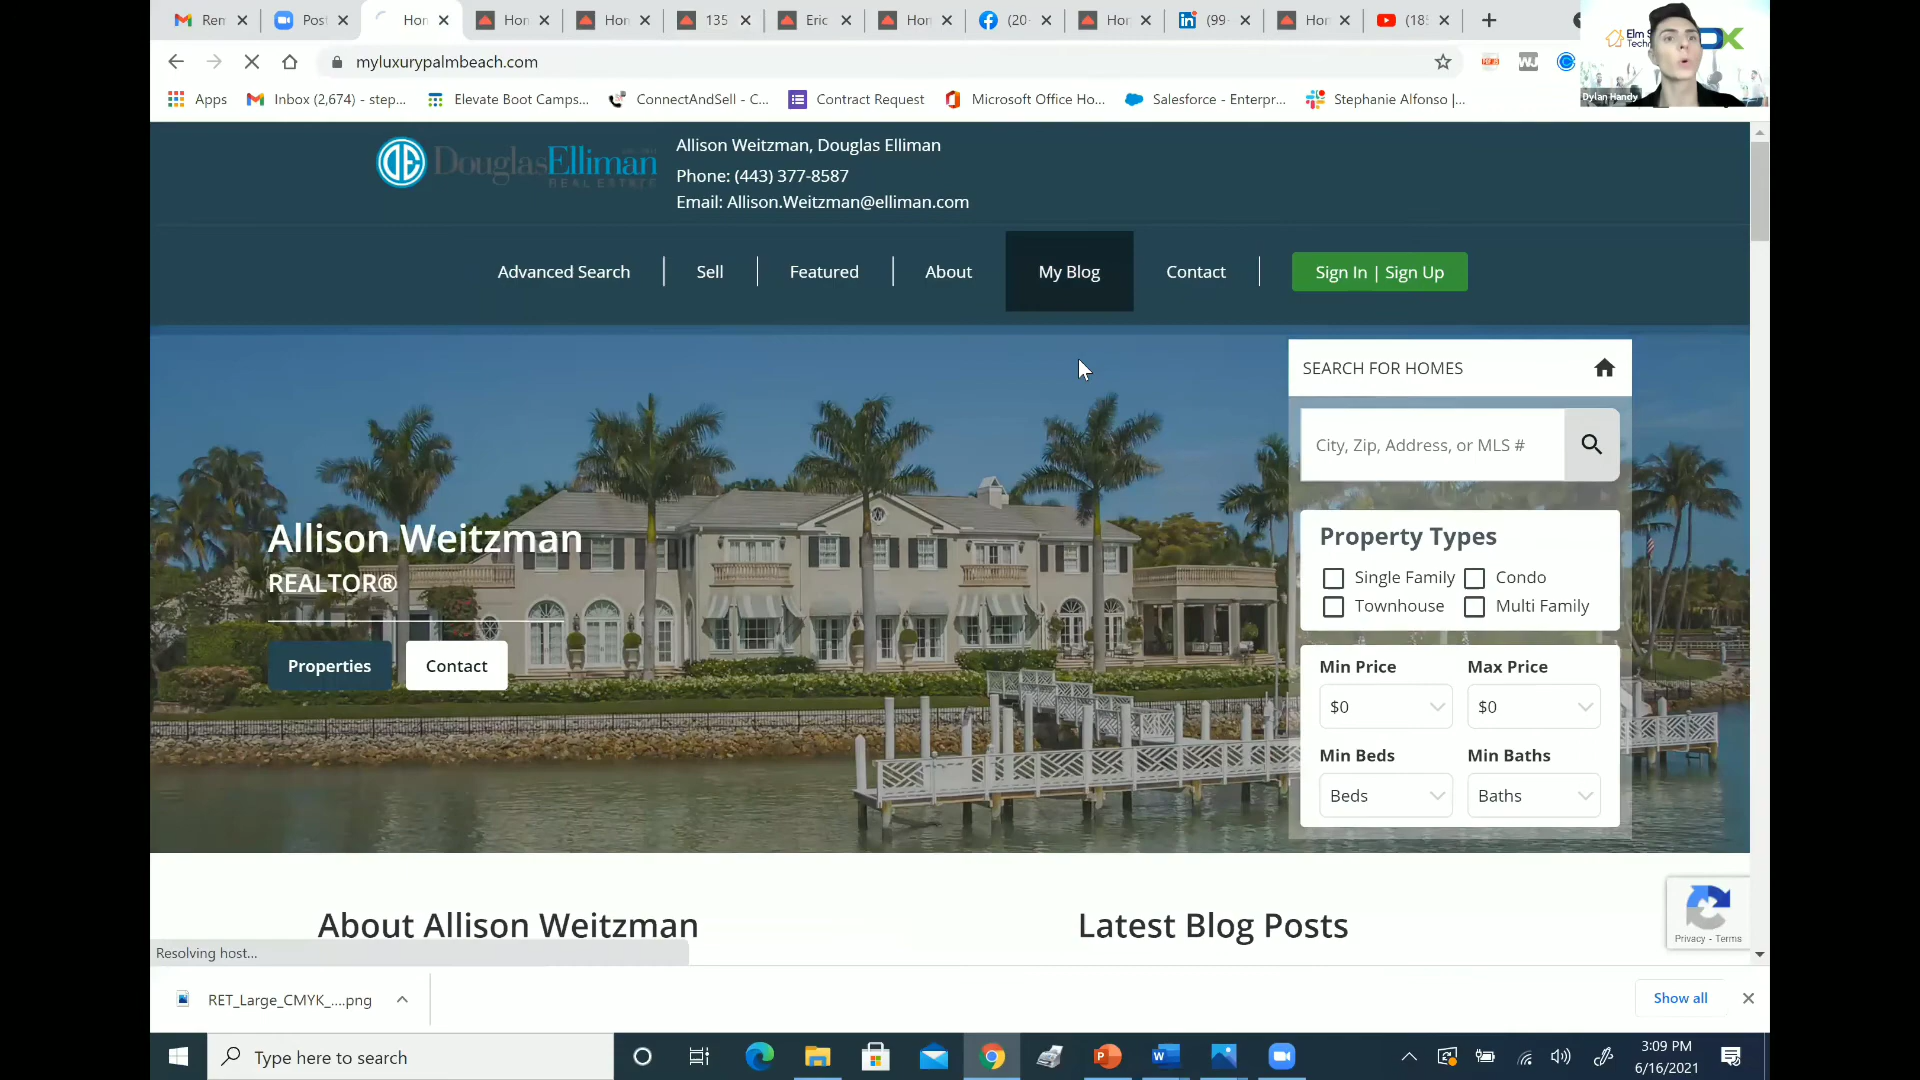 Ren
Post
Hon
Hon
Hon
135
Eric
Hon
(20
Hon
(99
Hon
(18
myluxurypalmbeach.com
Apps
Inbox (2,674) - step...
Elevate Boot Camps...
ConnectAndSell - C...
Contract Request
Microsoft Office Ho...
Salesforce - Enterpr...
Stephanie Alfonso |...
Dylan Handy
DouglasElliman
REAL ESTATE
Allison Weitzman, Douglas Elliman
Phone: (443) 377-8587
Email: Allison.Weitzman@elliman.com
Advanced Search
Sell
Featured
About
My Blog
Contact
Sign In | Sign Up
SEARCH FOR HOMES
City, Zip, Address, or MLS #
Property Types
Single Family
Condo
Townhouse
Multi Family
Min Price
Max Price
$0
$0
Min Beds
Min Baths
Beds
Baths
Allison Weitzman
REALTOR®
Properties
Contact
About Allison Weitzman
Latest Blog Posts
Privacy - Terms
Resolving host...
RET_Large_CMYK_....png
Show all
Type here to search
3:09 PM
6/16/2021